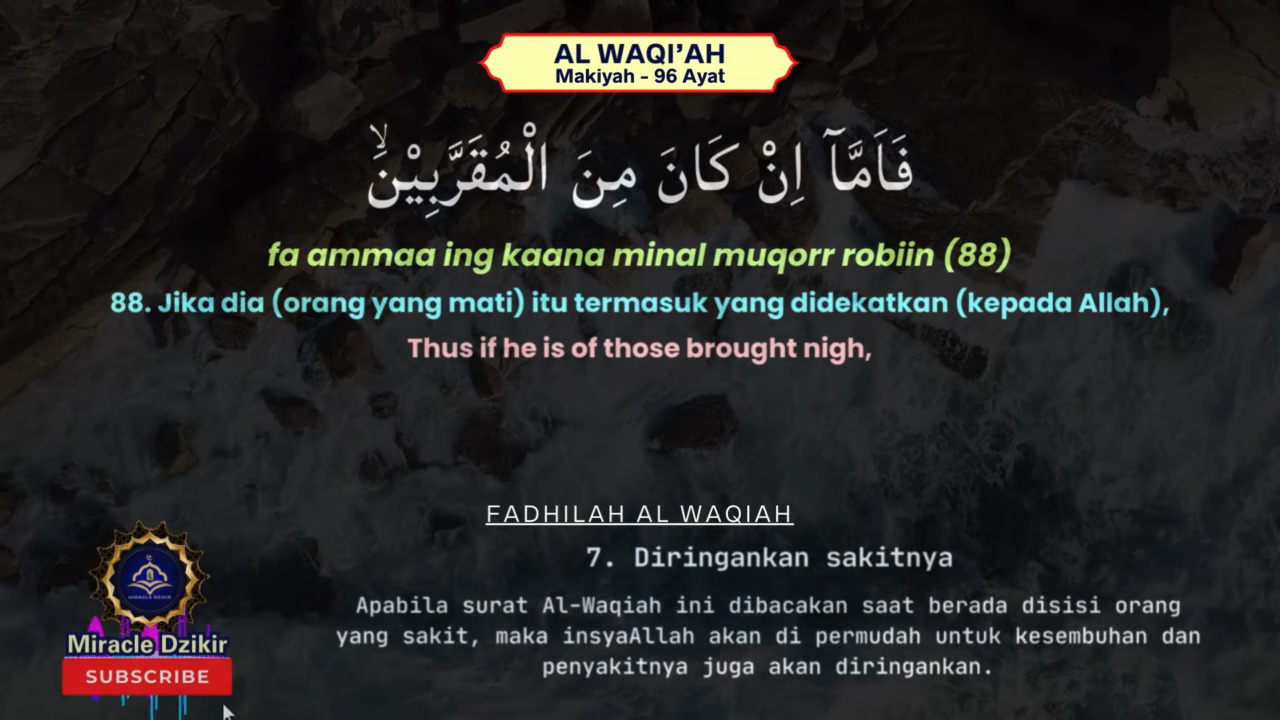 AL WAQI’AH
Makiyah - 96 Ayat
فَاَمَّآ اِنْ كَانَ مِنَ الْمُقَرَّبِيْنَۙ
fa ammaa ing kaana minal muqorr robiin (88)
88. Jika dia (orang yang mati) itu termasuk yang didekatkan (kepada Allah),
Thus if he is of those brought nigh,
FADHILAH AL WAQIAH
7. Diringankan sakitnya
Apabila surat Al-Waqiah ini dibacakan saat berada disisi orang
yang sakit, maka insyaAllah akan di permudah untuk kesembuhan dan
penyakitnya juga akan diringankan.
MIRACLE DZIKIR
Miracle Dzikir
SUBSCRIBE